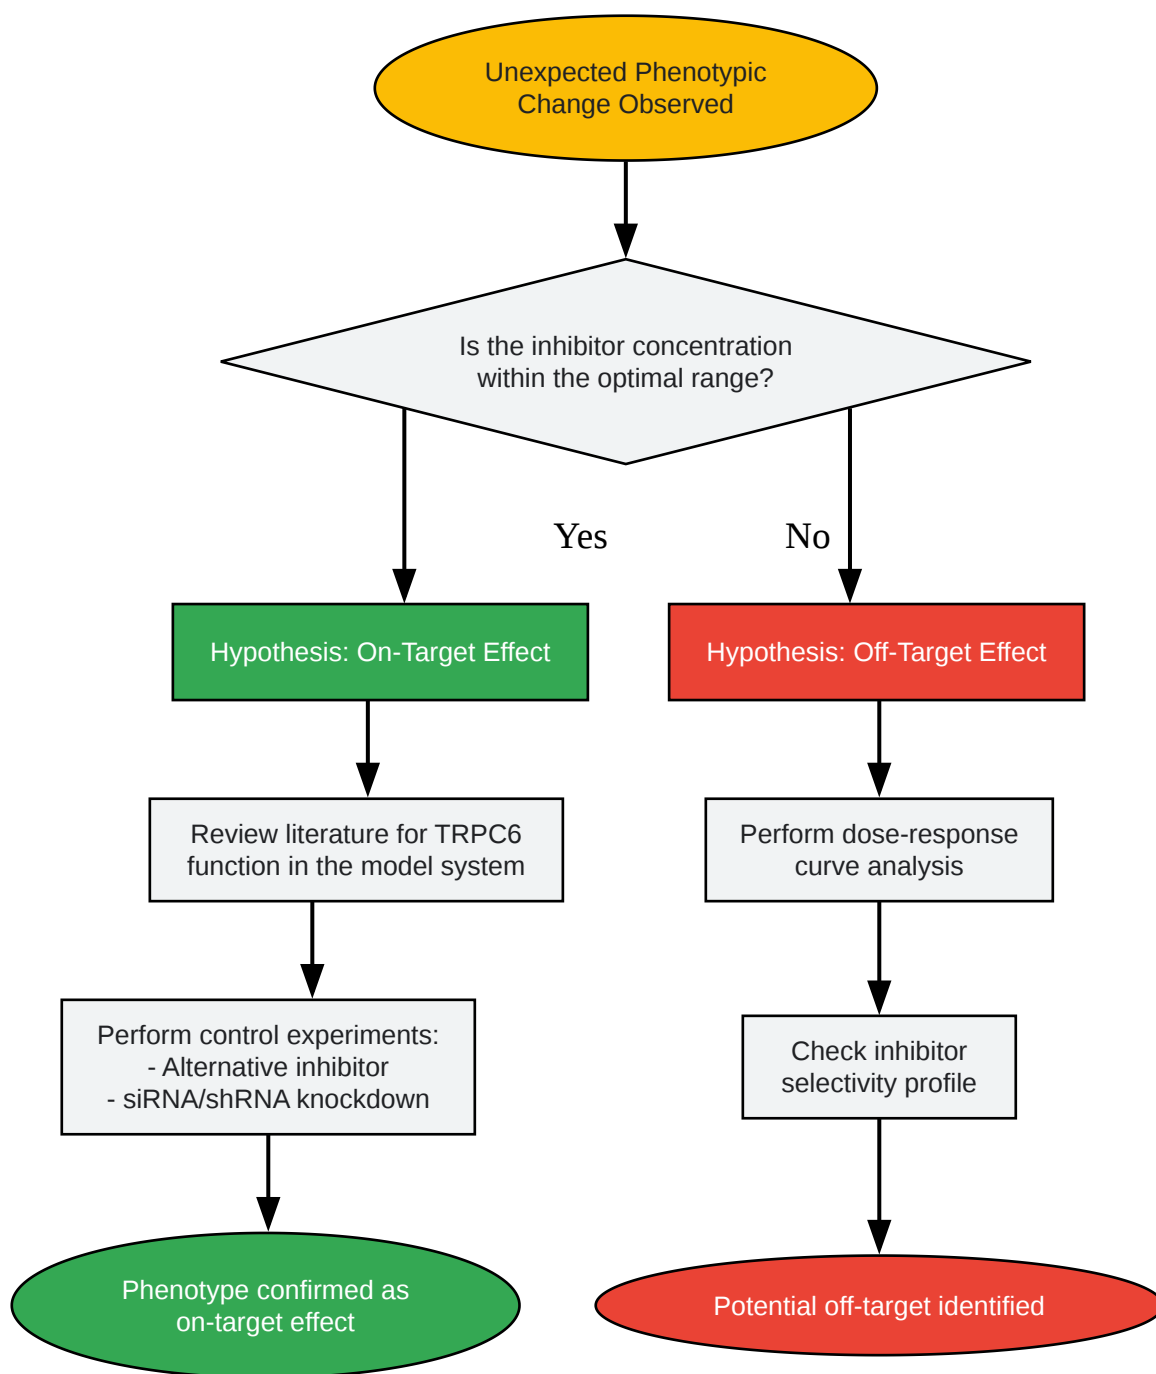 Unexpected Phenotypic
Change Observed
Is the inhibitor concentration
within the optimal range?
Yes
No
Hypothesis: On-Target Effect
Hypothesis: Off-Target Effect
Review literature for TRPC6
function in the model system
Perform dose-response
curve analysis
Perform control experiments:
- Alternative inhibitor
- siRNA/shRNA knockdown
Check inhibitor
selectivity profile
Phenotype confirmed as
on-target effect
Potential off-target identified